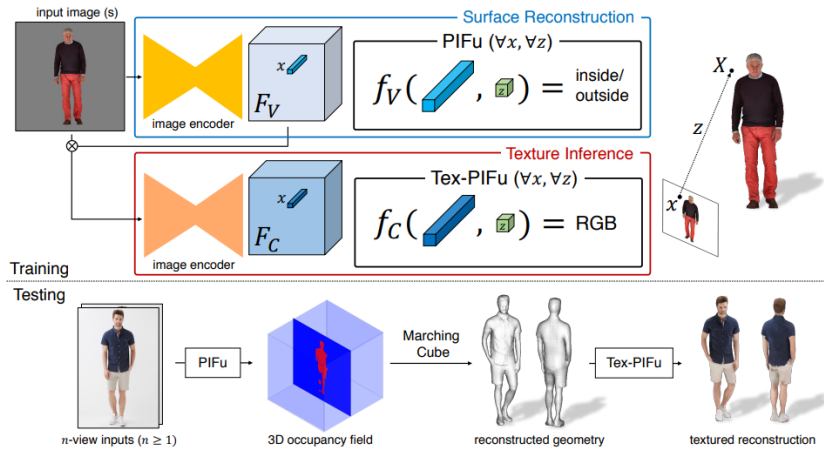 input image (s)
Surface Reconstruction
PIFu (∀x, ∀z)
x
F_V
f_V( , z ) = inside/
outside
image encoder
⊗
Texture Inference
Tex-PIFu (∀x, ∀z)
x
F_C
f_C( , z ) = RGB
image encoder
X
z
x
Training
Testing
PIFu
Marching
Cube
Tex-PIFu
n-view inputs (n ≥ 1)
3D occupancy field
reconstructed geometry
textured reconstruction